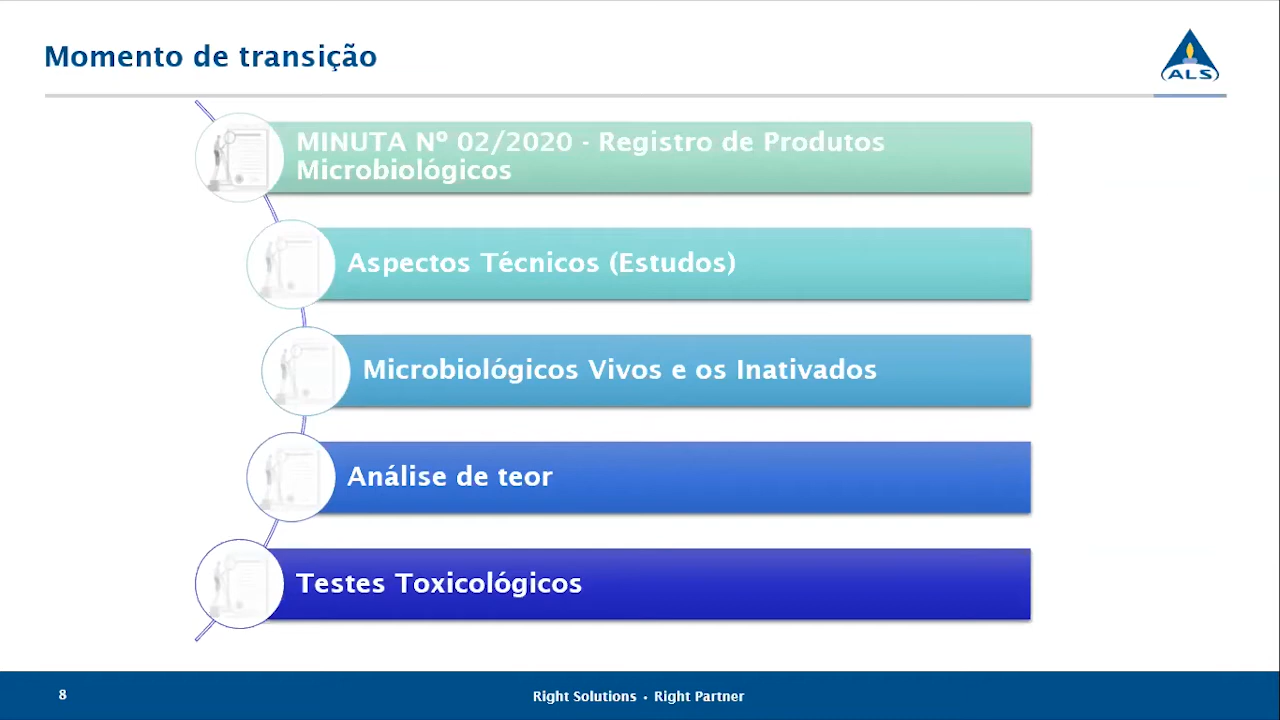 Momento de transição
ALS
MINUTA Nº 02/2020 - Registro de Produtos
Microbiológicos
Aspectos Técnicos (Estudos)
Microbiológicos Vivos e os Inativados
Análise de teor
Testes Toxicológicos
8
Right Solutions • Right Partner